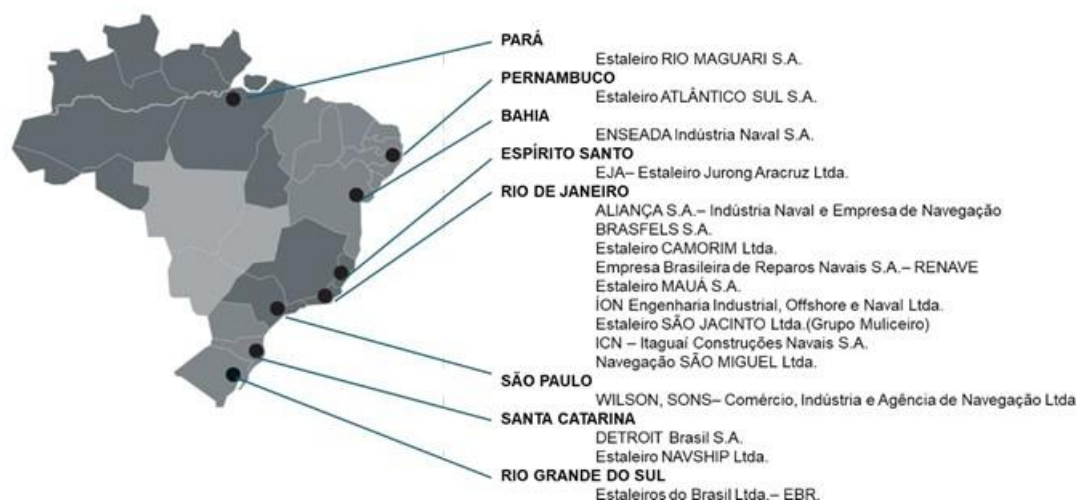 PARÁ
Estaleiro RIO MAGUARI S.A.
PERNAMBUCO
Estaleiro ATLÂNTICO SUL S.A.
BAHIA
ENSEADA Indústria Naval S.A.
ESPÍRITO SANTO
EJA– Estaleiro Jurong Aracruz Ltda.
RIO DE JANEIRO
ALIANÇA S.A.– Indústria Naval e Empresa de Navegação
BRASFELS S.A.
Estaleiro CAMORIM Ltda.
Empresa Brasileira de Reparos Navais S.A.– RENAVE
Estaleiro MAUÁ S.A.
ÍON Engenharia Industrial, Offshore e Naval Ltda.
Estaleiro SÃO JACINTO Ltda.(Grupo Muliceiro)
ICN – Itaguaí Construções Navais S.A.
Navegação SÃO MIGUEL Ltda.
SÃO PAULO
WILSON, SONS– Comércio, Indústria e Agência de Navegação Ltda
SANTA CATARINA
DETROIT Brasil S.A.
Estaleiro NAVSHIP Ltda.
RIO GRANDE DO SUL
Estaleiros do Brasil Ltda.– EBR.